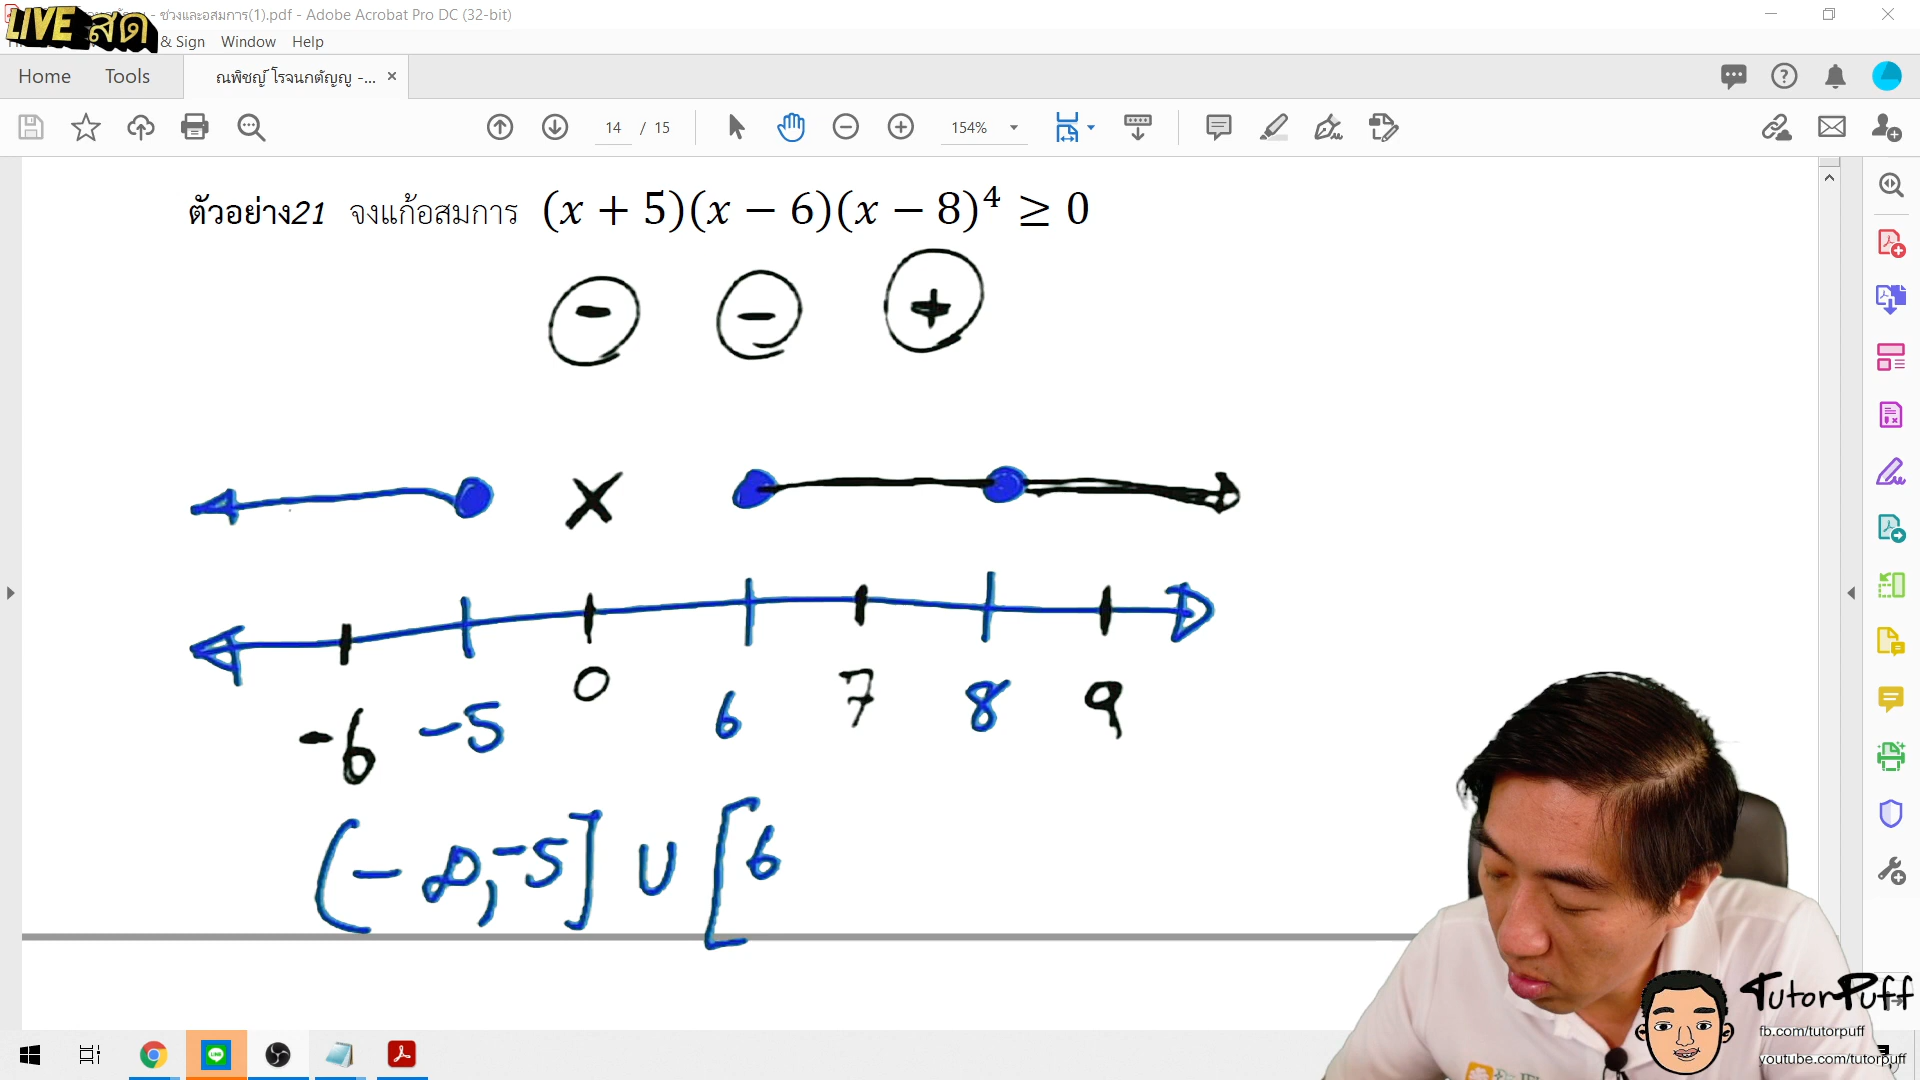 LIVE สด
- ช่วงและอสมการ(1).pdf - Adobe Acrobat Pro DC (32-bit)
& Sign Window Help
Home Tools ณพิชญ์ โรจนกตัญญู -... ×
14 / 15 154%
ตัวอย่าง21 จงแก้อสมการ (x + 5)(x − 6)(x − 8)⁴ ≥ 0
- - +
×
-6 -5 0 6 7 8 9
(-∞,-5] ∪ [6
TutorPuff
fb.com/tutorpuff
youtube.com/tutorpuff